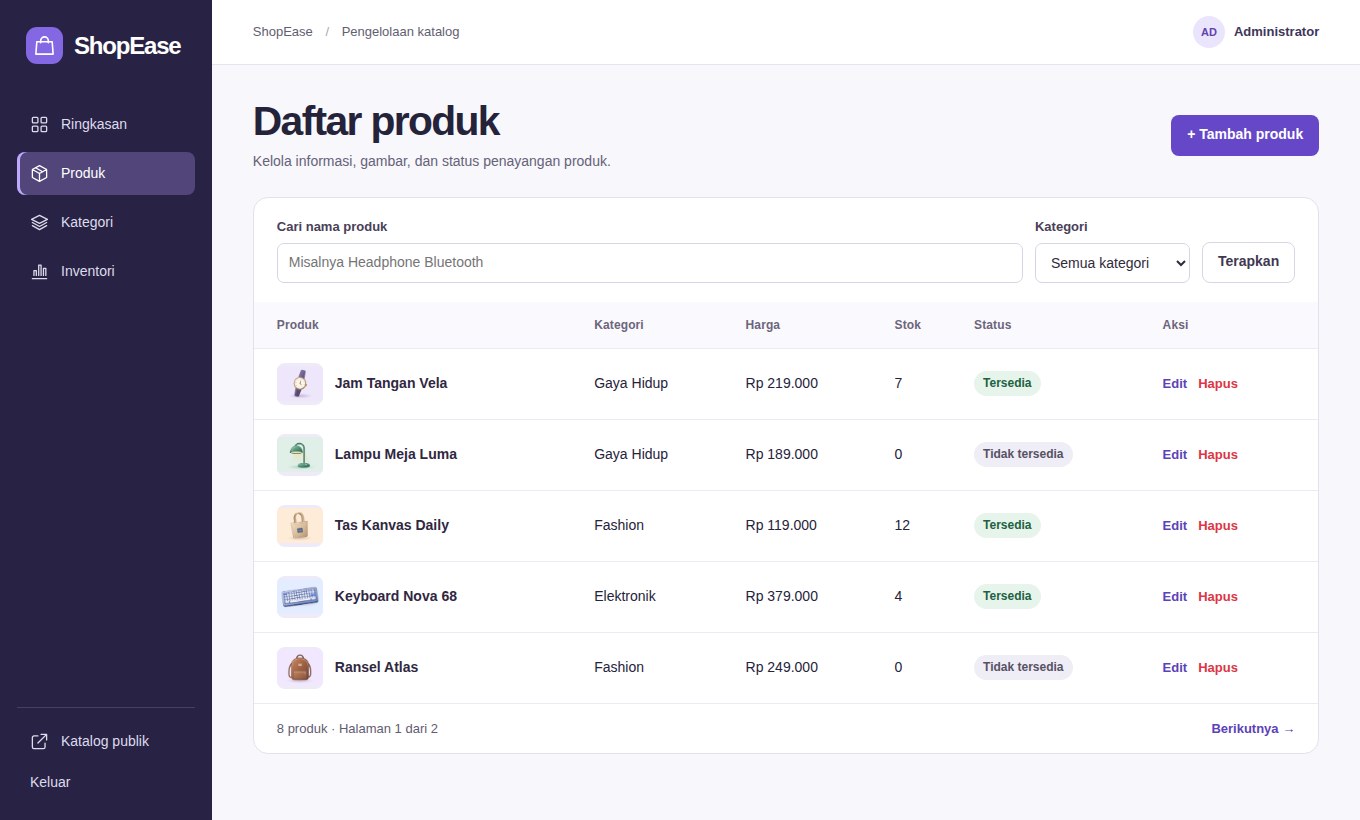 ShopEase
Ringkasan
Produk
Kategori
Inventori
Katalog publik
Keluar
ShopEase / Pengelolaan katalog
AD Administrator
Daftar produk
Kelola informasi, gambar, dan status penayangan produk.
+ Tambah produk
Cari nama produk
Misalnya Headphone Bluetooth
Kategori
Semua kategori
Terapkan
Produk Kategori Harga Stok Status Aksi
Jam Tangan Vela Gaya Hidup Rp 219.000 7 Tersedia Edit Hapus
Lampu Meja Luma Gaya Hidup Rp 189.000 0 Tidak tersedia Edit Hapus
Tas Kanvas Daily Fashion Rp 119.000 12 Tersedia Edit Hapus
Keyboard Nova 68 Elektronik Rp 379.000 4 Tersedia Edit Hapus
Ransel Atlas Fashion Rp 249.000 0 Tidak tersedia Edit Hapus
8 produk · Halaman 1 dari 2
Berikutnya →